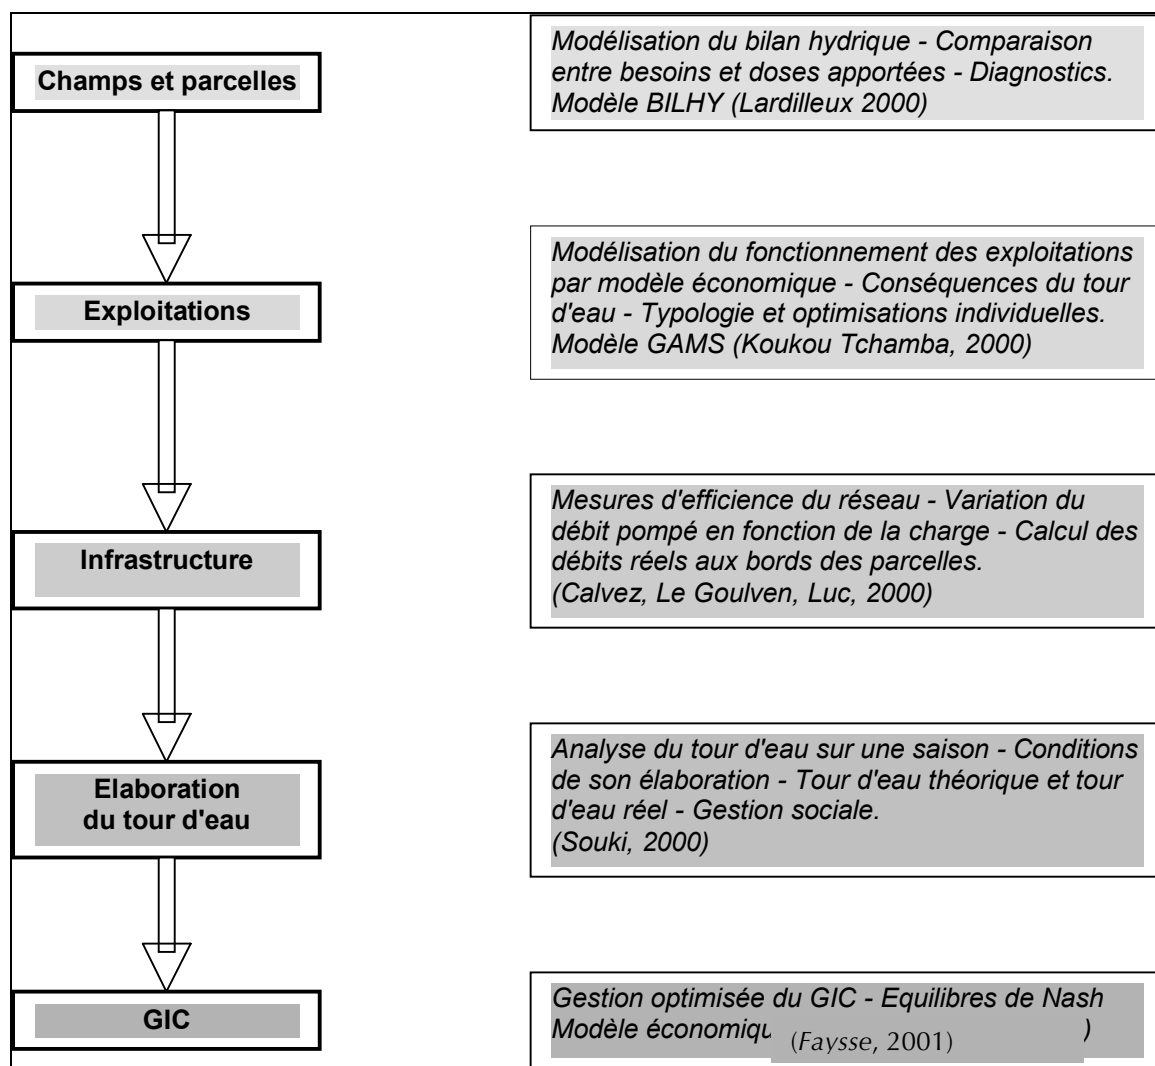 Champs et parcelles
Modélisation du bilan hydrique - Comparaison
entre besoins et doses apportées - Diagnostics.
Modèle BILHY (Lardilleux 2000)
Exploitations
Modélisation du fonctionnement des exploitations
par modèle économique - Conséquences du tour
d'eau - Typologie et optimisations individuelles.
Modèle GAMS (Koukou Tchamba, 2000)
Infrastructure
Mesures d'efficience du réseau - Variation du
débit pompé en fonction de la charge - Calcul des
débits réels aux bords des parcelles.
(Calvez, Le Goulven, Luc, 2000)
Elaboration
du tour d'eau
Analyse du tour d'eau sur une saison - Conditions
de son élaboration - Tour d'eau théorique et tour
d'eau réel - Gestion sociale.
(Souki, 2000)
GIC
Gestion optimisée du GIC - Equilibres de Nash
Modèle )
(Faysse, 2001)